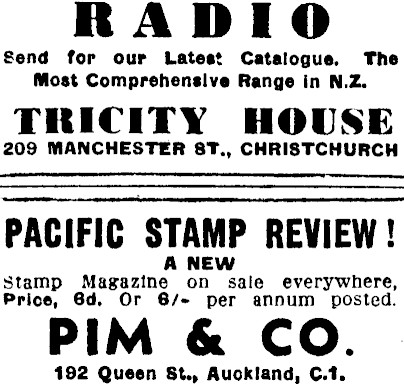 RADIO
Send for our Latest Catalogue. The
Most Comprehensive Range in N.Z.
TRICITY HOUSE
209 MANCHESTER ST., CHRISTCHURCH
PACIFIC STAMP REVIEW!
A NEW
Stamp Magazine on sale everywhere,
Price, 6d. Or 6/- per annum posted.
PIM & CO.
192 Queen St., Auckland, C.1.